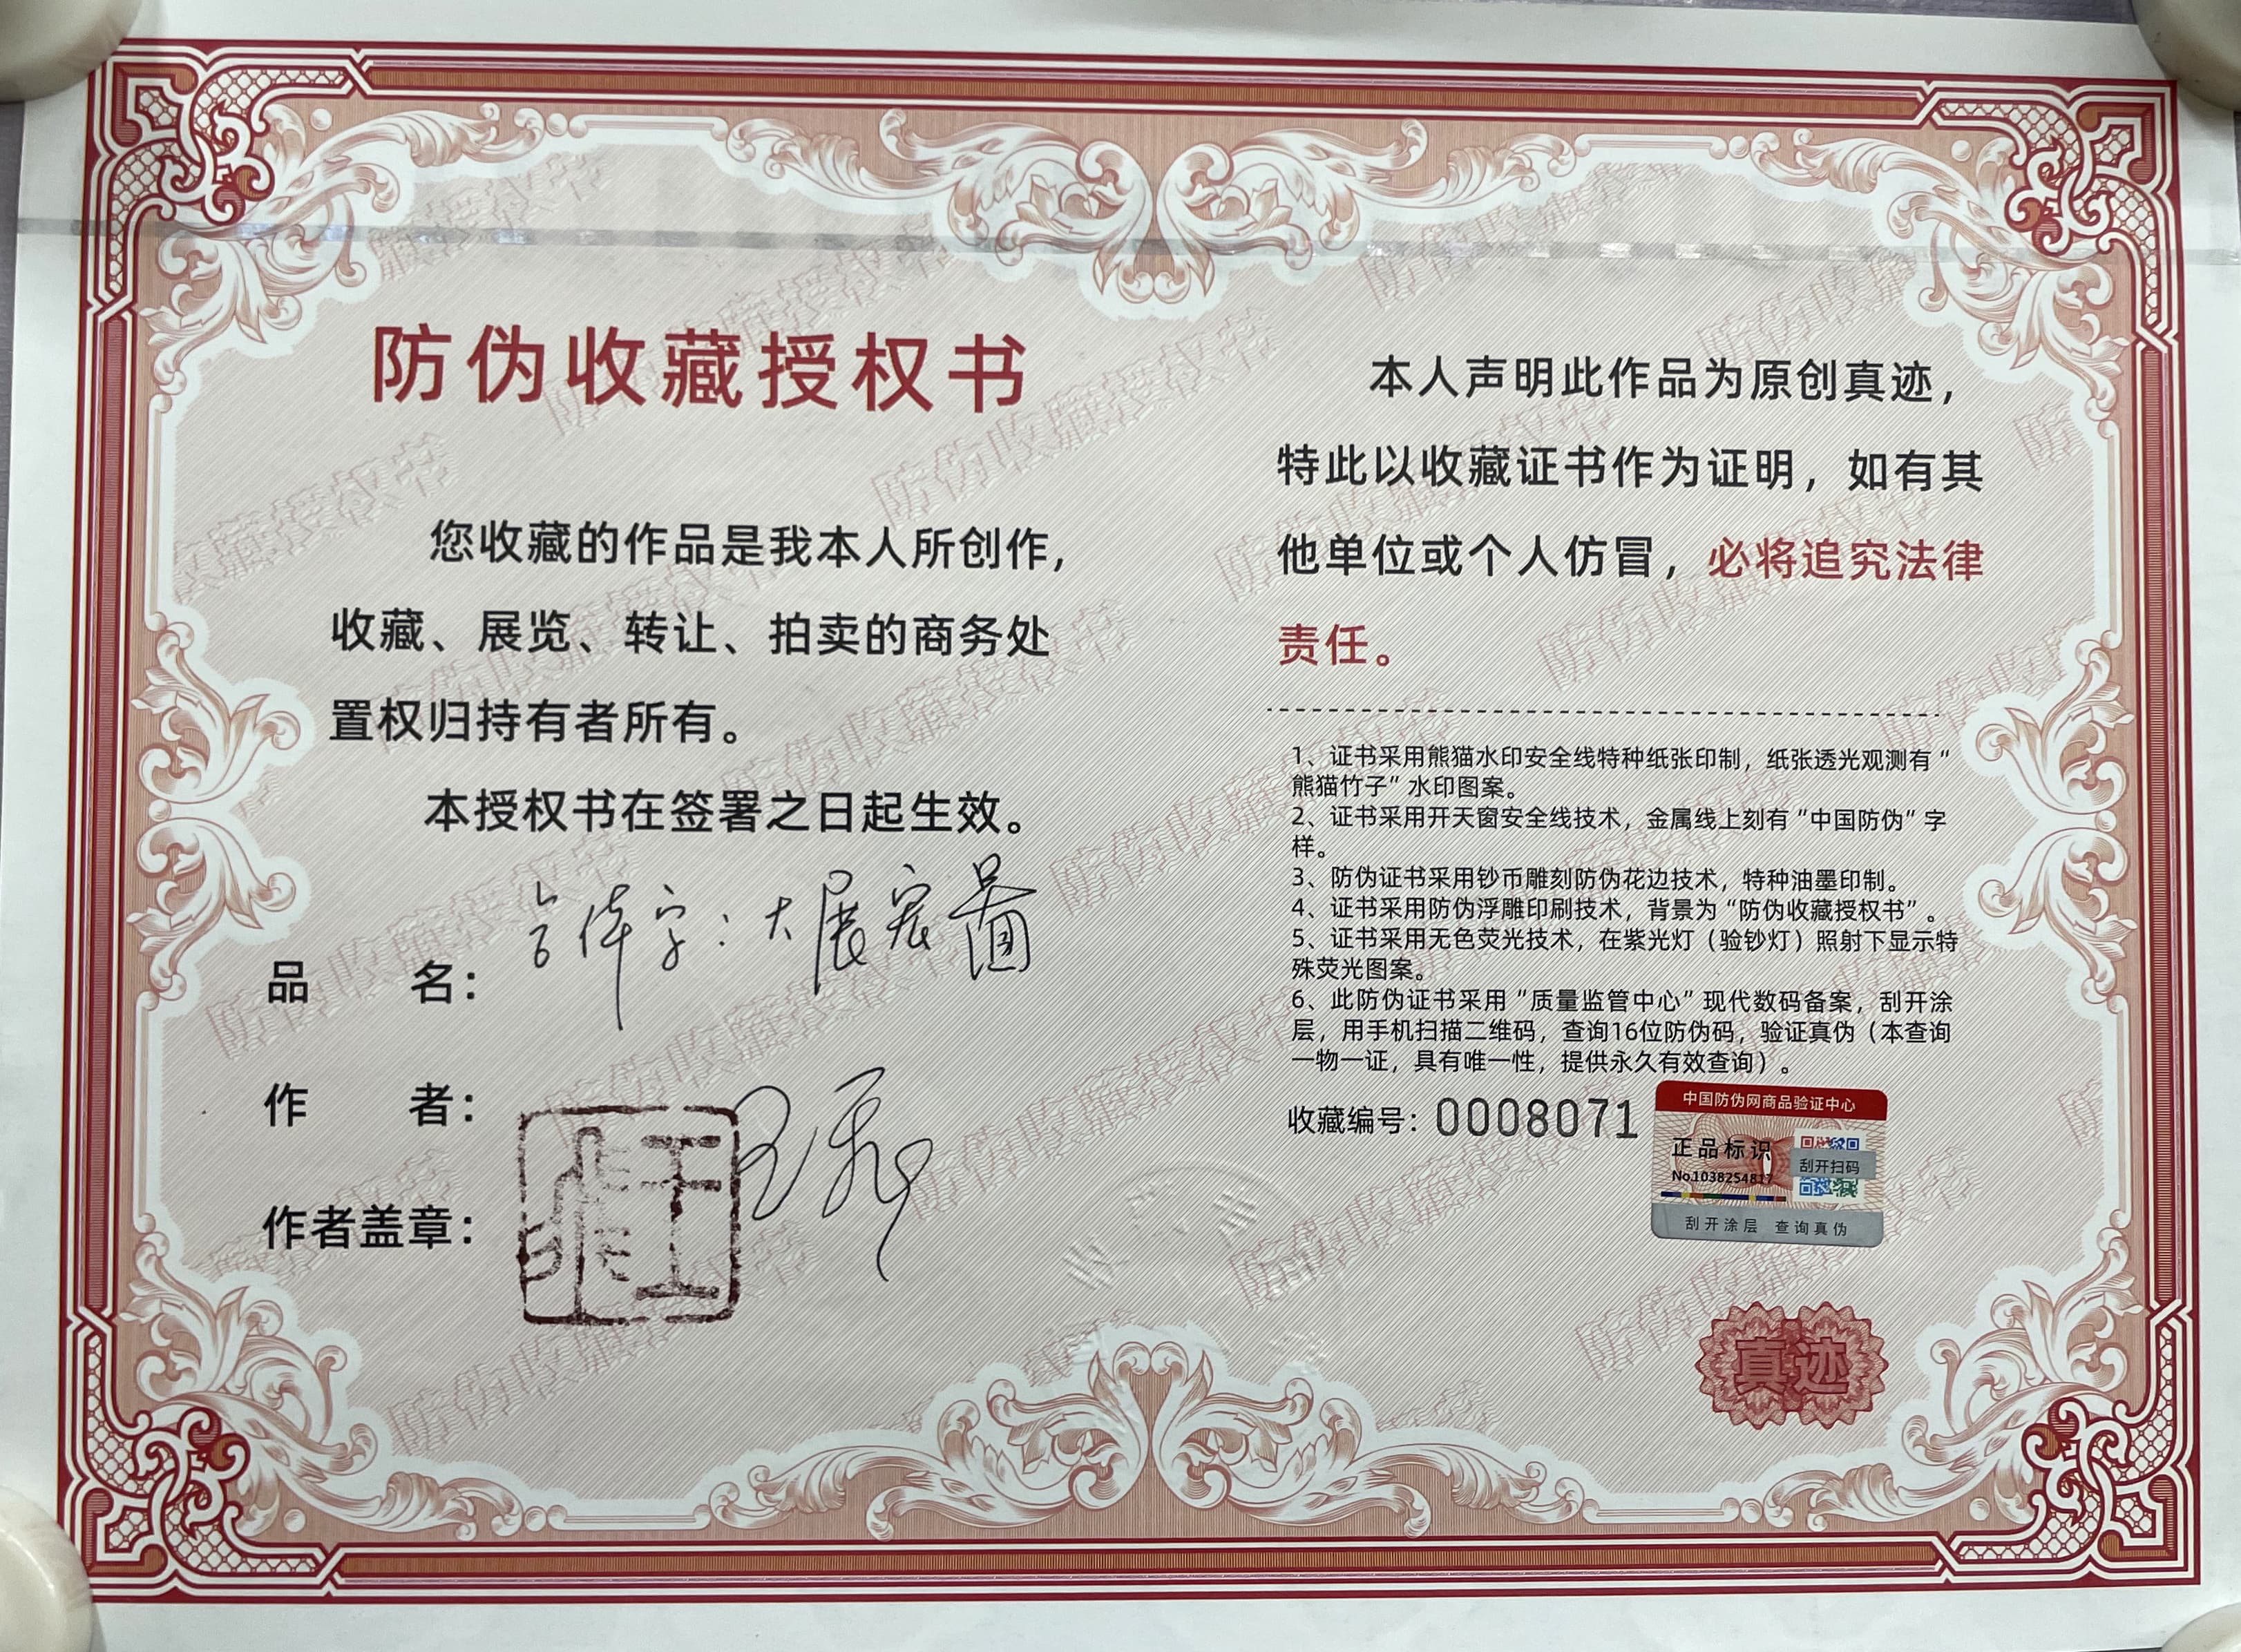 防伪收藏授权书
您收藏的作品是我本人所创作,
收藏、展览、转让、拍卖的商务处
置权归持有者所有。
本授权书在签署之日起生效。
品名：
字：大展宏图
作者：
作者盖章：
本人声明此作品为原创真迹，
特此以收藏证书作为证明，如有其
他单位或个人仿冒，必将追究法律
责任。
1、证书采用熊猫水印安全线特种纸张印制，纸张透光观测有“
熊猫竹子”水印图案。
2、证书采用开天窗安全线技术，金属线上刻有“中国防伪”字
样。
3、防伪证书采用钞币雕刻防伪花边技术，特种油墨印制。
4、证书采用防伪浮雕印刷技术，背景为“防伪收藏授权书”。
5、证书采用无色荧光技术，在紫光灯（验钞灯）照射下显示特
殊荧光图案。
6、此防伪证书采用“质量监管中心”现代数码备案，刮开涂
层，用手机扫描二维码，查询16位防伪码，验证真伪（本查询
一物一证，具有唯一性，提供永久有效查询）。
收藏编号：0008071
中国防伪网商品验证中心
正品标识
No.1038254817
刮开扫码
刮开涂层 查询真伪
真迹